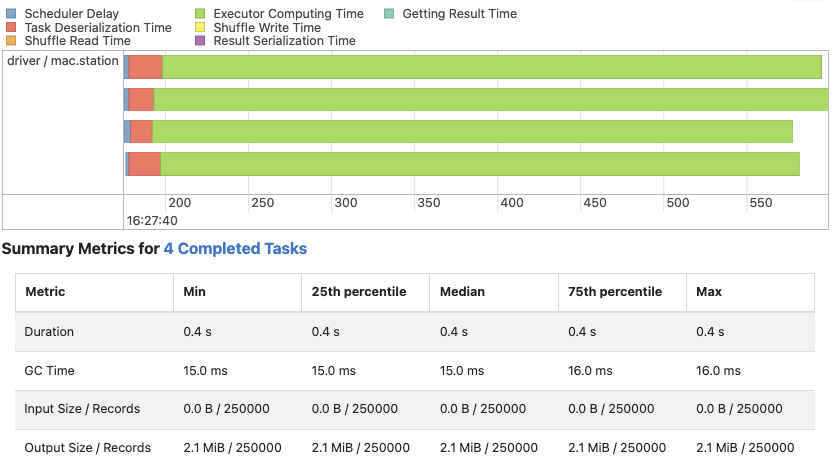 Scheduler Delay Executor Computing Time Getting Result Time
Task Deserialization Time Shuffle Write Time
Shuffle Read Time Result Serialization Time
driver / mac.station
200 250 300 350 400 450 500 550
16:27:40
Summary Metrics for 4 Completed Tasks
Metric Min 25th percentile Median 75th percentile Max
Duration 0.4 s 0.4 s 0.4 s 0.4 s 0.4 s
GC Time 15.0 ms 15.0 ms 15.0 ms 16.0 ms 16.0 ms
Input Size / Records 0.0 B / 250000 0.0 B / 250000 0.0 B / 250000 0.0 B / 250000 0.0 B / 250000
Output Size / Records 2.1 MiB / 250000 2.1 MiB / 250000 2.1 MiB / 250000 2.1 MiB / 250000 2.1 MiB / 250000